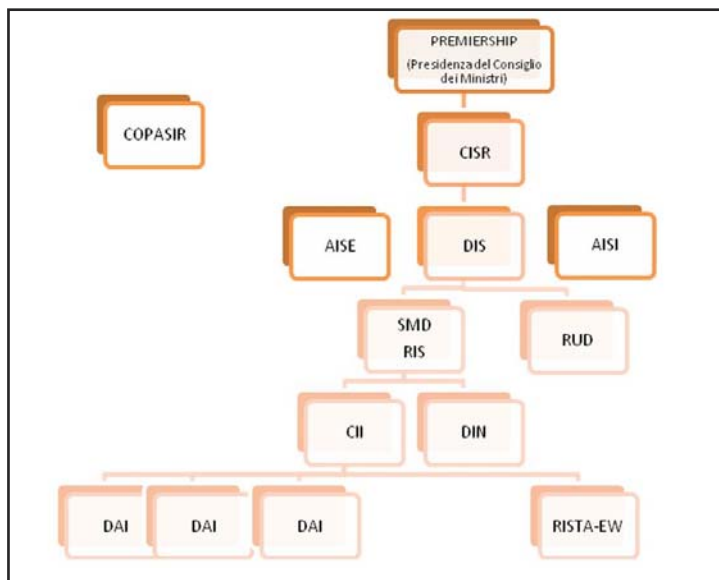 PREMIERSHIP
(Presidenza del Consiglio
dei Ministri)
COPASIR
CISR
AISE
DIS
AISI
SMD
RIS
RUD
CII
DIN
DAI
DAI
DAI
RISTA-EW